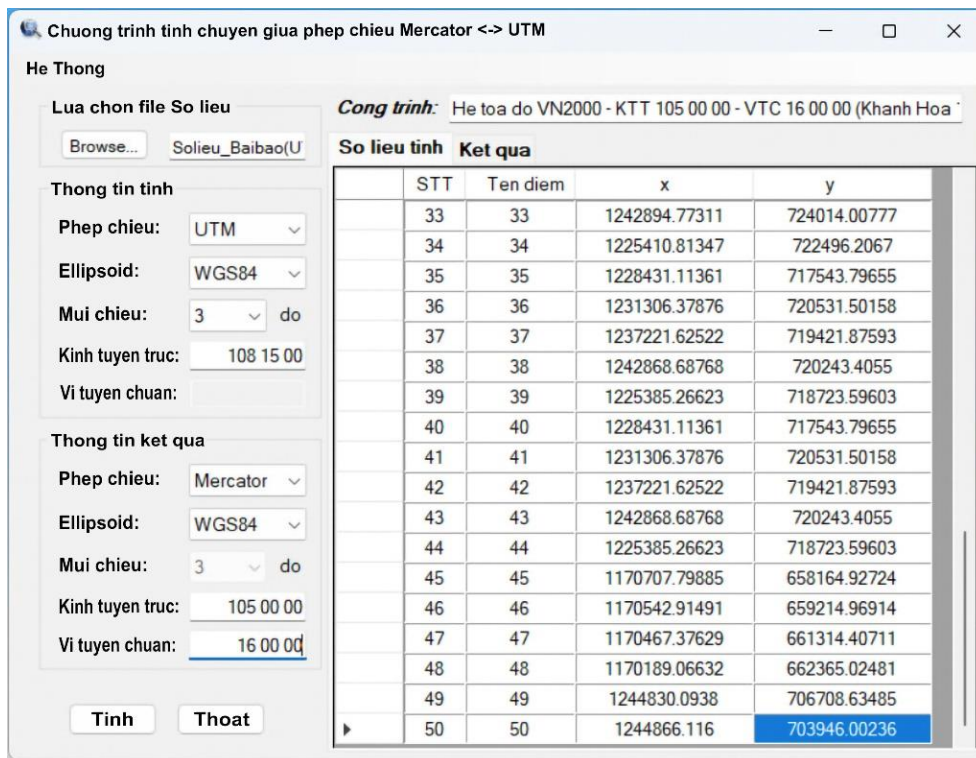 Chuong trinh tinh chuyen giua phep chieu Mercator <-> UTM
He Thong
Lua chon file So lieu
Browse... Solieu_Baibao(U
Thong tin tinh
Phep chieu: UTM
Ellipsoid: WGS84
Mui chieu: 3 do
Kinh tuyen truc: 108 15 00
Vi tuyen chuan:
Thong tin ket qua
Phep chieu: Mercator
Ellipsoid: WGS84
Mui chieu: 3 do
Kinh tuyen truc: 105 00 00
Vi tuyen chuan: 16 00 00
Tinh Thoat
Cong trinh: He toa do VN2000 - KTT 105 00 00 - VTC 16 00 00 (Khanh Hoa
So lieu tinh Ket qua
STT Ten diem x y
33 33 1242894.77311 724014.00777
34 34 1225410.81347 722496.2067
35 35 1228431.11361 717543.79655
36 36 1231306.37876 720531.50158
37 37 1237221.62522 719421.87593
38 38 1242868.68768 720243.4055
39 39 1225385.26623 718723.59603
40 40 1228431.11361 717543.79655
41 41 1231306.37876 720531.50158
42 42 1237221.62522 719421.87593
43 43 1242868.68768 720243.4055
44 44 1225385.26623 718723.59603
45 45 1170707.79885 658164.92724
46 46 1170542.91491 659214.96914
47 47 1170467.37629 661314.40711
48 48 1170189.06632 662365.02481
49 49 1244830.0938 706708.63485
50 50 1244866.116 703946.00236